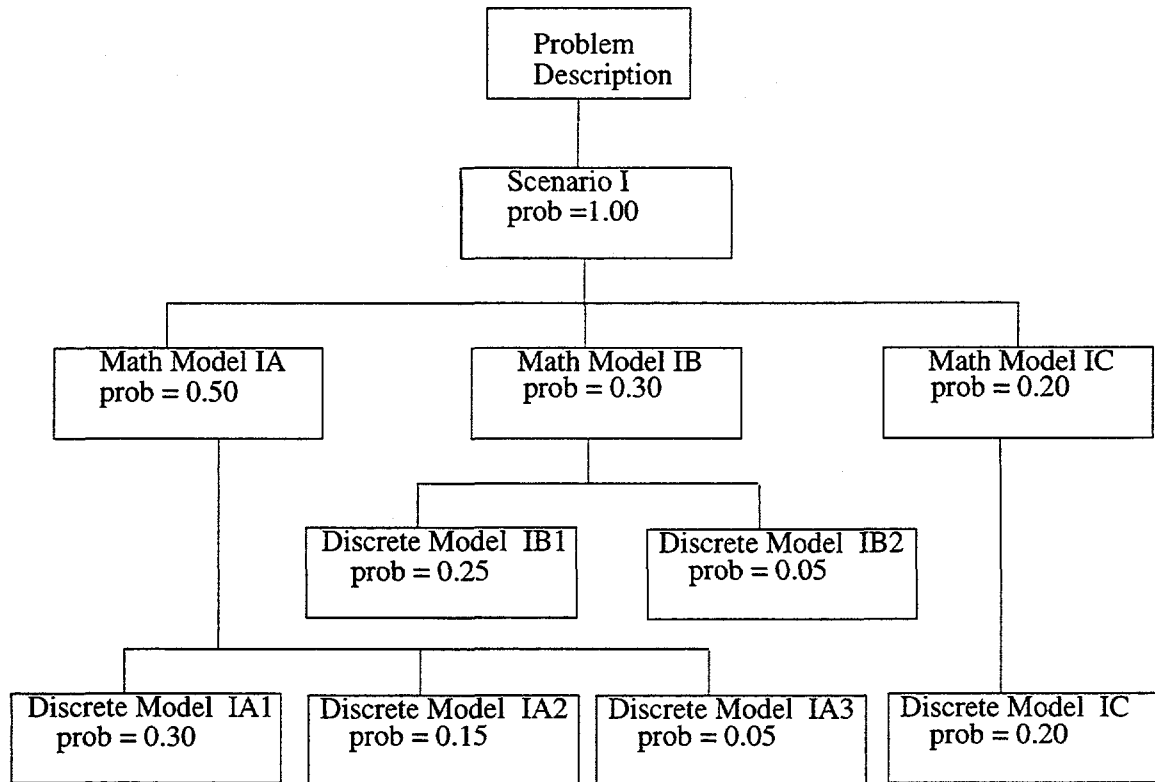 Problem
Description
Scenario I
prob =1.00
Math Model IA
prob = 0.50
Math Model IB
prob = 0.30
Math Model IC
prob = 0.20
Discrete Model IB1
prob = 0.25
Discrete Model IB2
prob = 0.05
Discrete Model IA1
prob = 0.30
Discrete Model IA2
prob = 0.15
Discrete Model IA3
prob = 0.05
Discrete Model IC
prob = 0.20